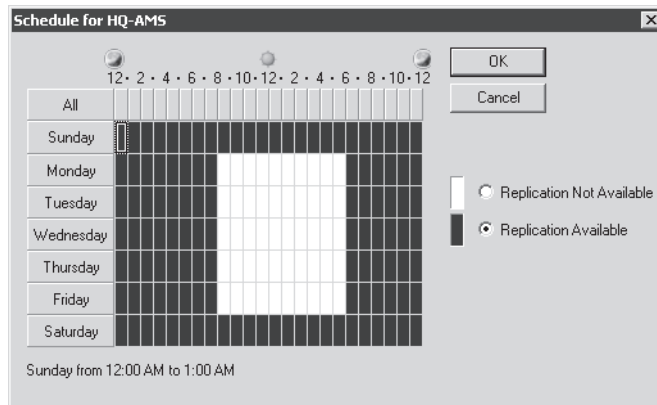 Schedule for HQ-AMS
OK
12 · 2 · 4 · 6 · 8 · 10 · 12 · 2 · 4 · 6 · 8 · 10 · 12
Cancel
All
Sunday
Monday
Replication Not Available
Tuesday
Wednesday
Replication Available
Thursday
Friday
Saturday
Sunday from 12:00 AM to 1:00 AM